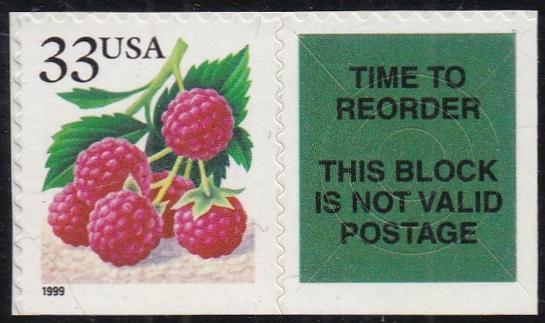 33USA
1999
TIME TO
REORDER
THIS BLOCK
IS NOT VALID
POSTAGE